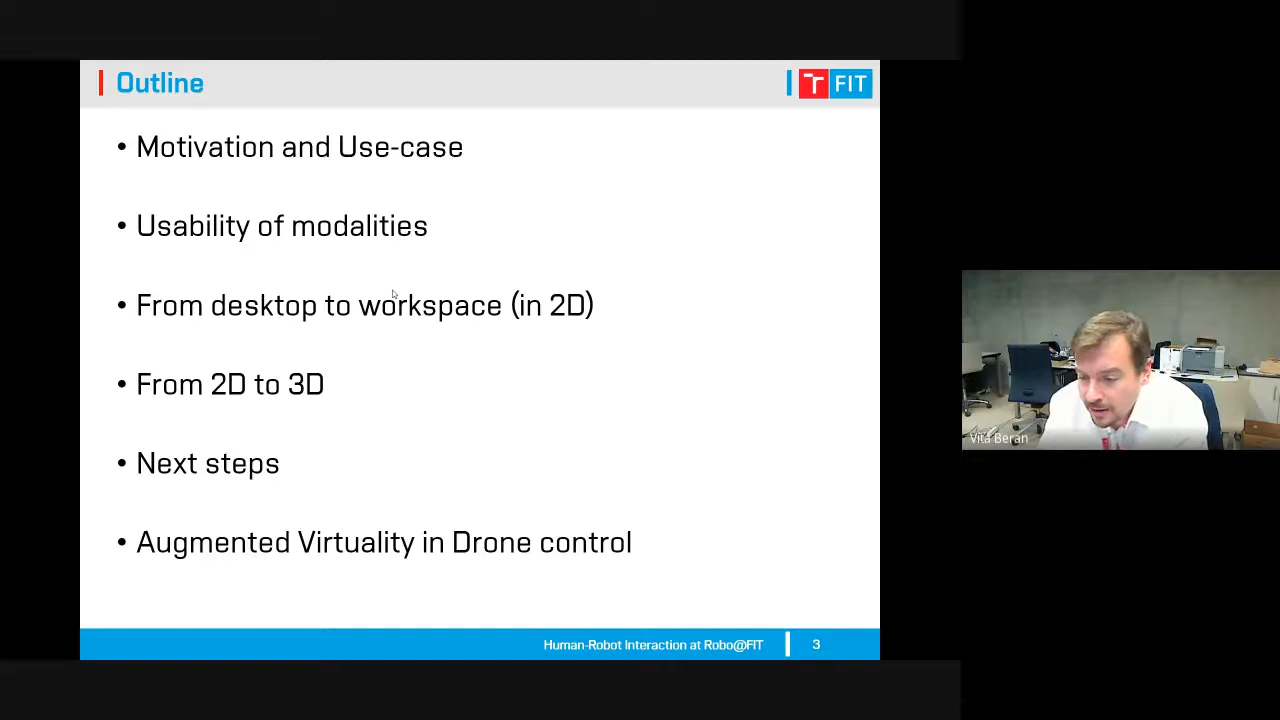 Outline
T FIT
• Motivation and Use-case
• Usability of modalities
• From desktop to workspace (in 2D)
• From 2D to 3D
• Next steps
• Augmented Virtuality in Drone control
Human-Robot Interaction at Robo@FIT
3
Vita Beran